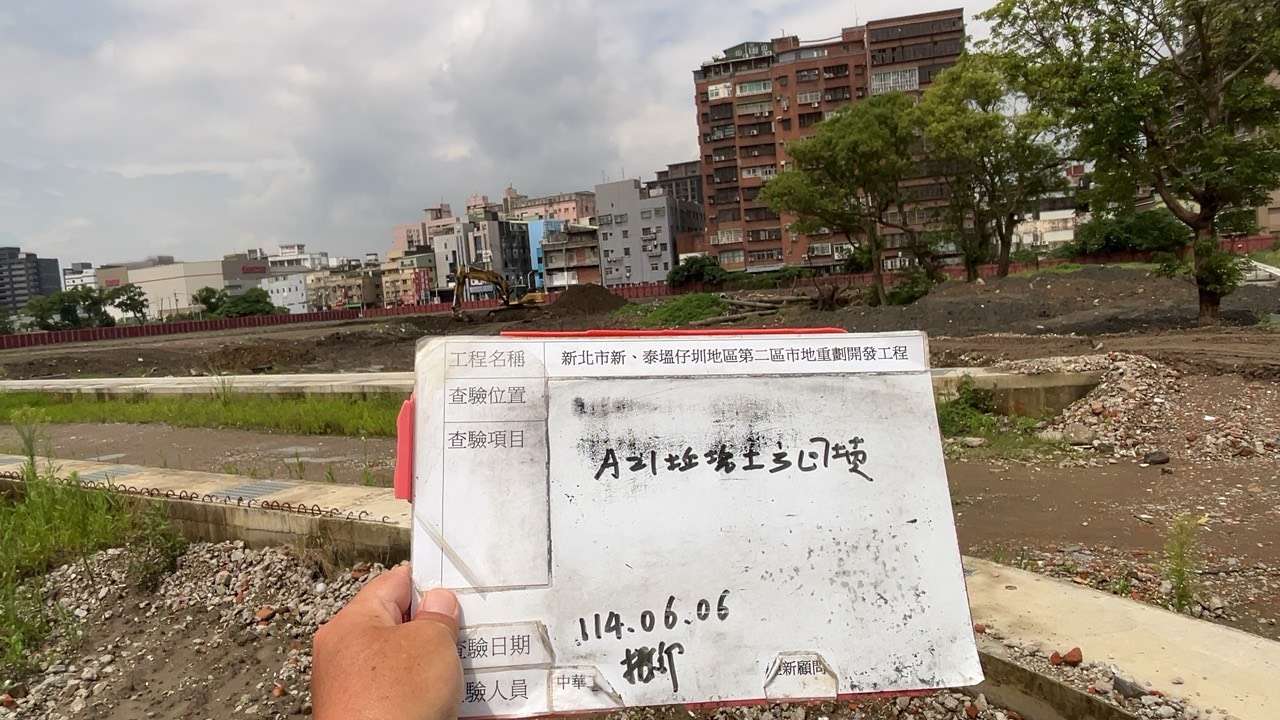 工程名稱 新北市新、泰塭仔圳地區第二區市地重劃開發工程
查驗位置
查驗項目
A21坵塊土方回填
查驗日期 114.06.06
驗人員 中華工 新顧問